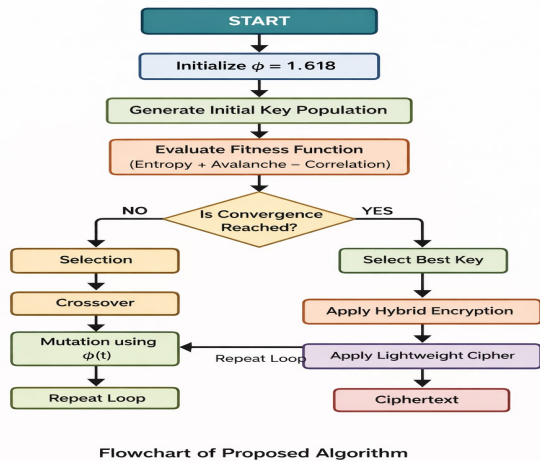 START
Initialize ϕ = 1.618
Generate Initial Key Population
Evaluate Fitness Function
(Entropy + Avalanche − Correlation)
Is Convergence
Reached?
NO
YES
Selection
Crossover
Mutation using
ϕ(t)
Repeat Loop
Select Best Key
Apply Hybrid Encryption
Repeat Loop
Apply Lightweight Cipher
Ciphertext
Flowchart of Proposed Algorithm